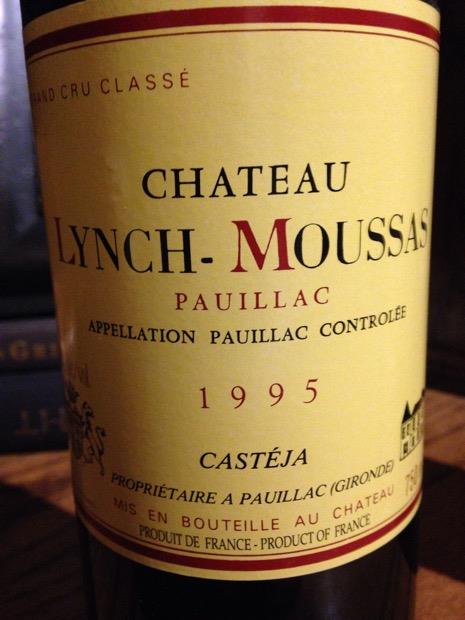 GRAND CRU CLASSÉ
CHATEAU
LYNCH-MOUSSAS
PAUILLAC
APPELLATION PAUILLAC CONTROLÉE
1995
CASTÉJA
PROPRIÉTAIRE A PAUILLAC (GIRONDE)
MIS EN BOUTEILLE AU CHATEAU
PRODUIT DE FRANCE - PRODUCT OF FRANCE